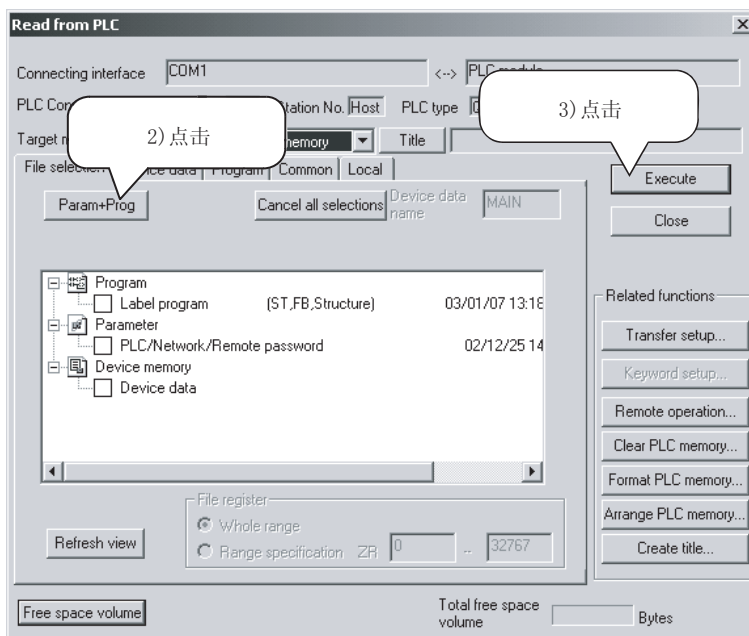 Read from PLC
Connecting interface COM1 <--> PLC module
PLC Station No. Host PLC type
Target memory Title
2)点击
3)点击
File data Program Common Local
Param+Prog Cancel all selections Device data name MAIN
Execute
Close
Program
Label program (ST,FB,Structure) 03/01/07 13:18
Parameter
PLC/Network/Remote password 02/12/25 14
Device memory
Device data
Related functions
Transfer setup...
Keyword setup...
Remote operation...
Clear PLC memory...
Format PLC memory...
Arrange PLC memory...
Create title...
File register
Whole range
Range specification ZR 0 -- 32767
Refresh view
Free space volume
Total free space volume Bytes